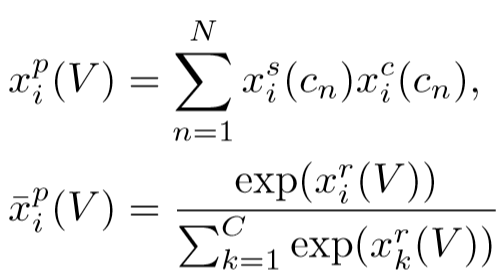 x_i^p(V) = \sum_{n=1}^{N} x_i^s(c_n) x_i^c(c_n),
\bar{x}_i^p(V) = \frac{\exp(x_i^r(V))}{\sum_{k=1}^{C} \exp(x_k^r(V))}